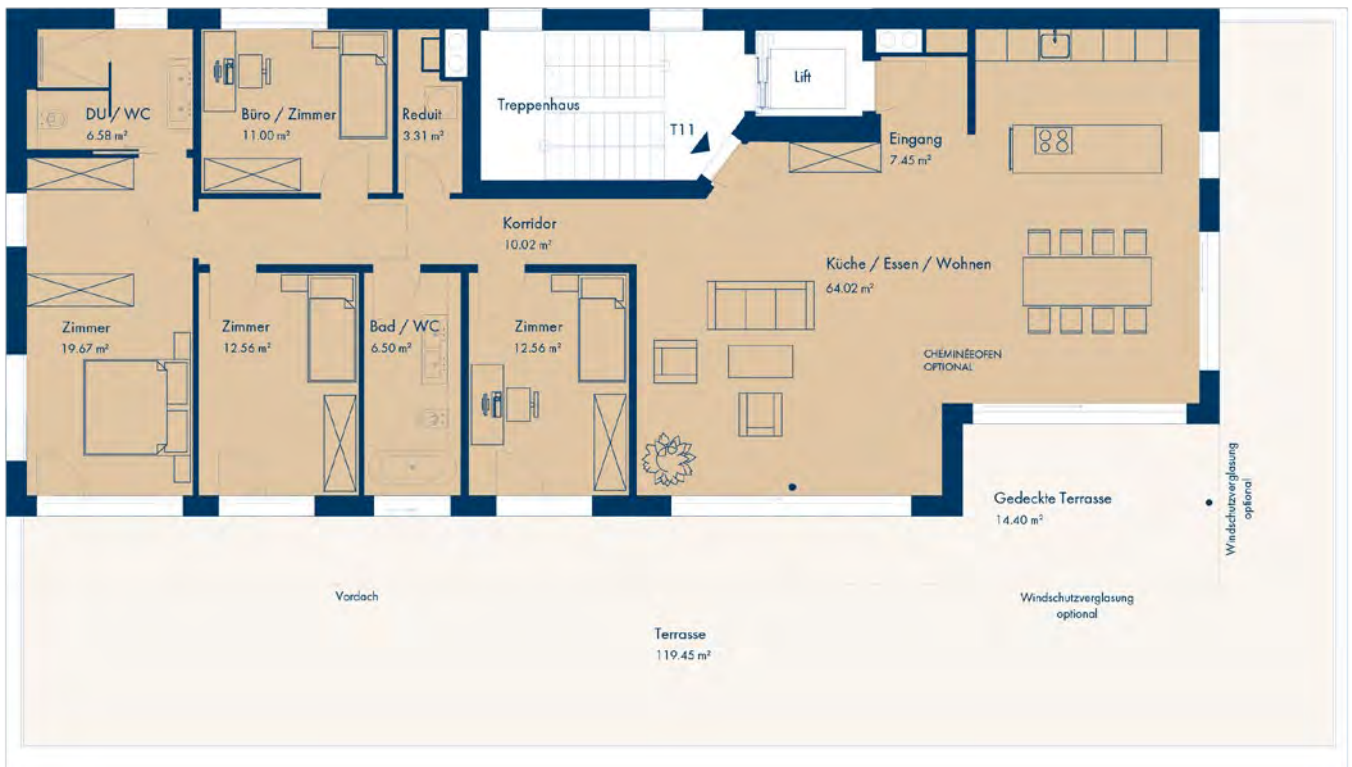 DU / WC
6.58 m²
Büro / Zimmer
11.00 m²
Reduit
3.31 m²
Treppenhaus
T11
Lift
Eingang
7.45 m²
Korridor
10.02 m²
Küche / Essen / Wohnen
64.02 m²
Zimmer
19.67 m²
Zimmer
12.56 m²
Bad / WC
6.50 m²
Zimmer
12.56 m²
CHEMINÉEOFEN
OPTIONAL
Gedeckte Terrasse
14.40 m²
Windschutzverglasung
optional
Windschutzverglasung
optional
Vordach
Terrasse
119.45 m²